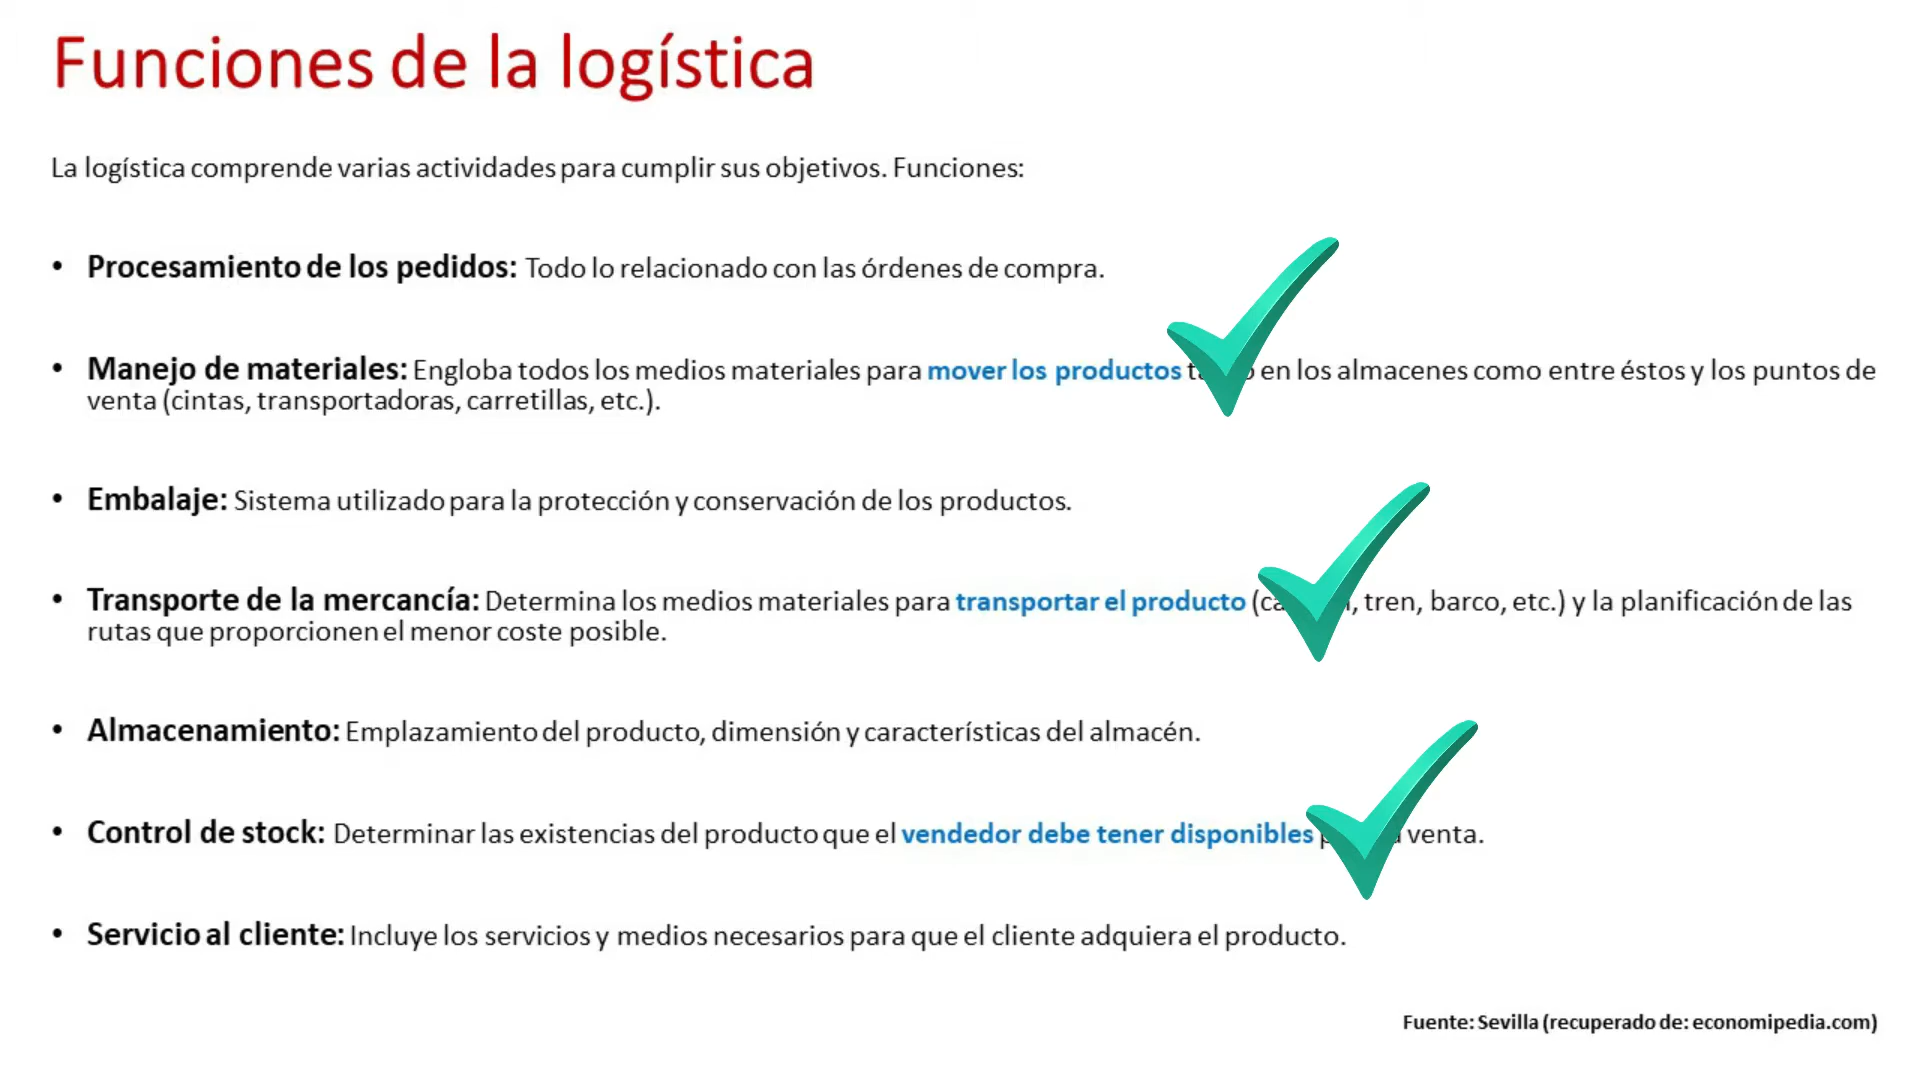 Funciones de la logística
La logística comprende varias actividades para cumplir sus objetivos. Funciones:
• Procesamiento de los pedidos: Todo lo relacionado con las órdenes de compra.
• Manejo de materiales: Engloba todos los medios materiales para mover los productos en los almacenes como entre éstos y los puntos de
venta (cintas, transportadoras, carretillas, etc.).
• Embalaje: Sistema utilizado para la protección y conservación de los productos.
• Transporte de la mercancía: Determina los medios materiales para transportar el producto ( tren, barco, etc.) y la planificación de las
rutas que proporcionen el menor coste posible.
• Almacenamiento: Emplazamiento del producto, dimensión y características del almacén.
• Control de stock: Determinar las existencias del producto que el vendedor debe tener disponibles venta.
• Servicio al cliente: Incluye los servicios y medios necesarios para que el cliente adquiera el producto.
Fuente: Sevilla (recuperado de: economipedia.com)